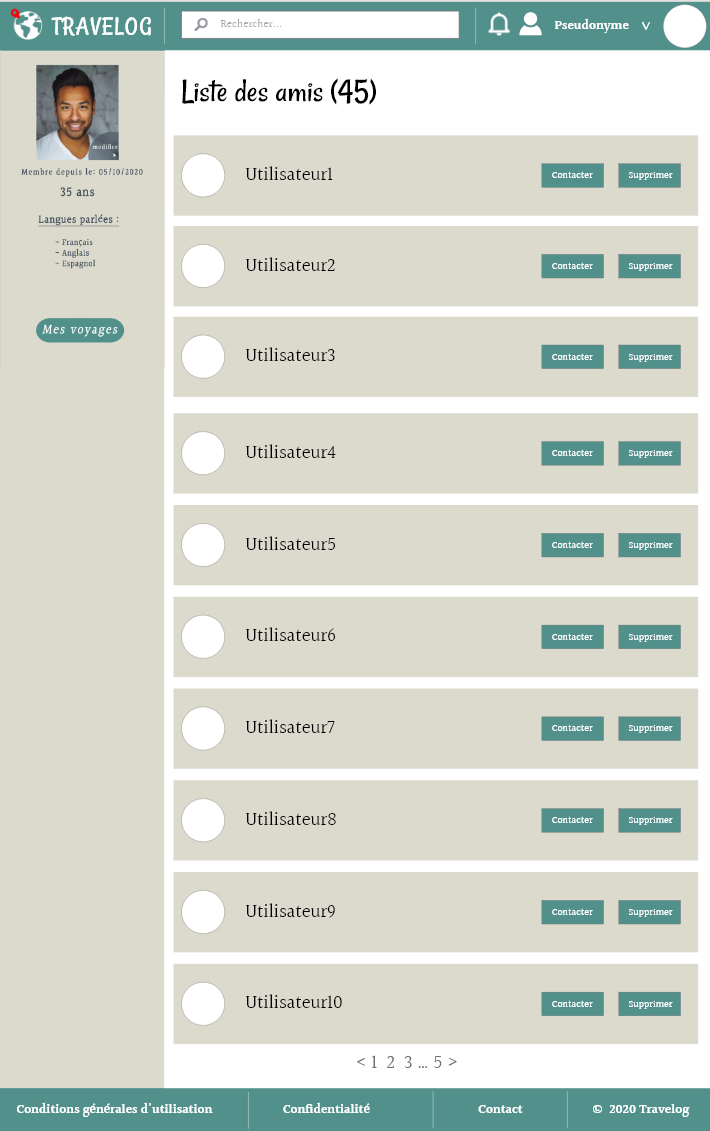 TRAVELOG
Rechercher...
Pseudonyme V
modifier
Membre depuis le: 05/10/2020
35 ans
Langues parlées :
- Français
- Anglais
- Espagnol
Mes voyages
Liste des amis (45)
Utilisateur1 Contacter Supprimer
Utilisateur2 Contacter Supprimer
Utilisateur3 Contacter Supprimer
Utilisateur4 Contacter Supprimer
Utilisateur5 Contacter Supprimer
Utilisateur6 Contacter Supprimer
Utilisateur7 Contacter Supprimer
Utilisateur8 Contacter Supprimer
Utilisateur9 Contacter Supprimer
Utilisateur10 Contacter Supprimer
< 1 2 3 ... 5 >
Conditions générales d'utilisation Confidentialité Contact © 2020 Travelog